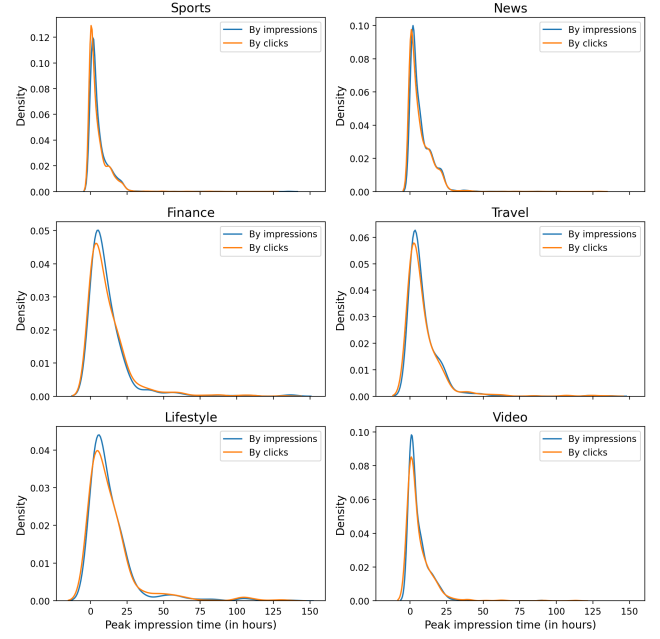 Sports
Density
0.12
0.10
0.08
0.06
0.04
0.02
0.00
By impressions
By clicks
News
Density
0.10
0.08
0.06
0.04
0.02
0.00
By impressions
By clicks
Finance
Density
0.05
0.04
0.03
0.02
0.01
0.00
By impressions
By clicks
Travel
Density
0.06
0.05
0.04
0.03
0.02
0.01
0.00
By impressions
By clicks
Lifestyle
Density
0.04
0.03
0.02
0.01
0.00
By impressions
By clicks
0 25 50 75 100 125 150
Peak impression time (in hours)
Video
Density
0.10
0.08
0.06
0.04
0.02
0.00
By impressions
By clicks
0 25 50 75 100 125 150
Peak impression time (in hours)